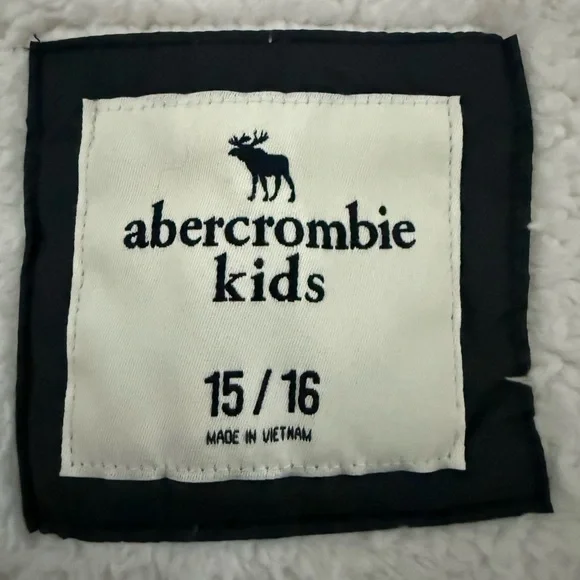 abercrombie
kids
15 / 16
MADE IN VIETNAM